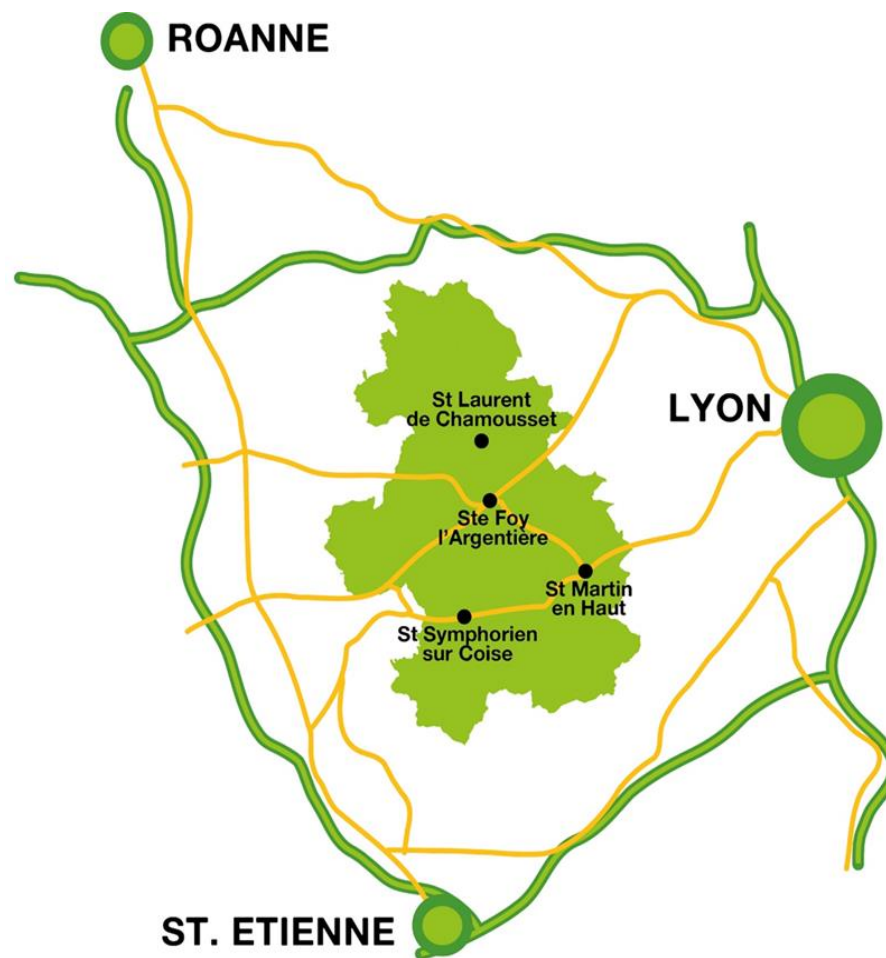 ROANNE
St Laurent
de Chamousset
LYON
Ste Foy
l'Argentière
St Martin
en Haut
St Symphorien
sur Coise
ST. ETIENNE